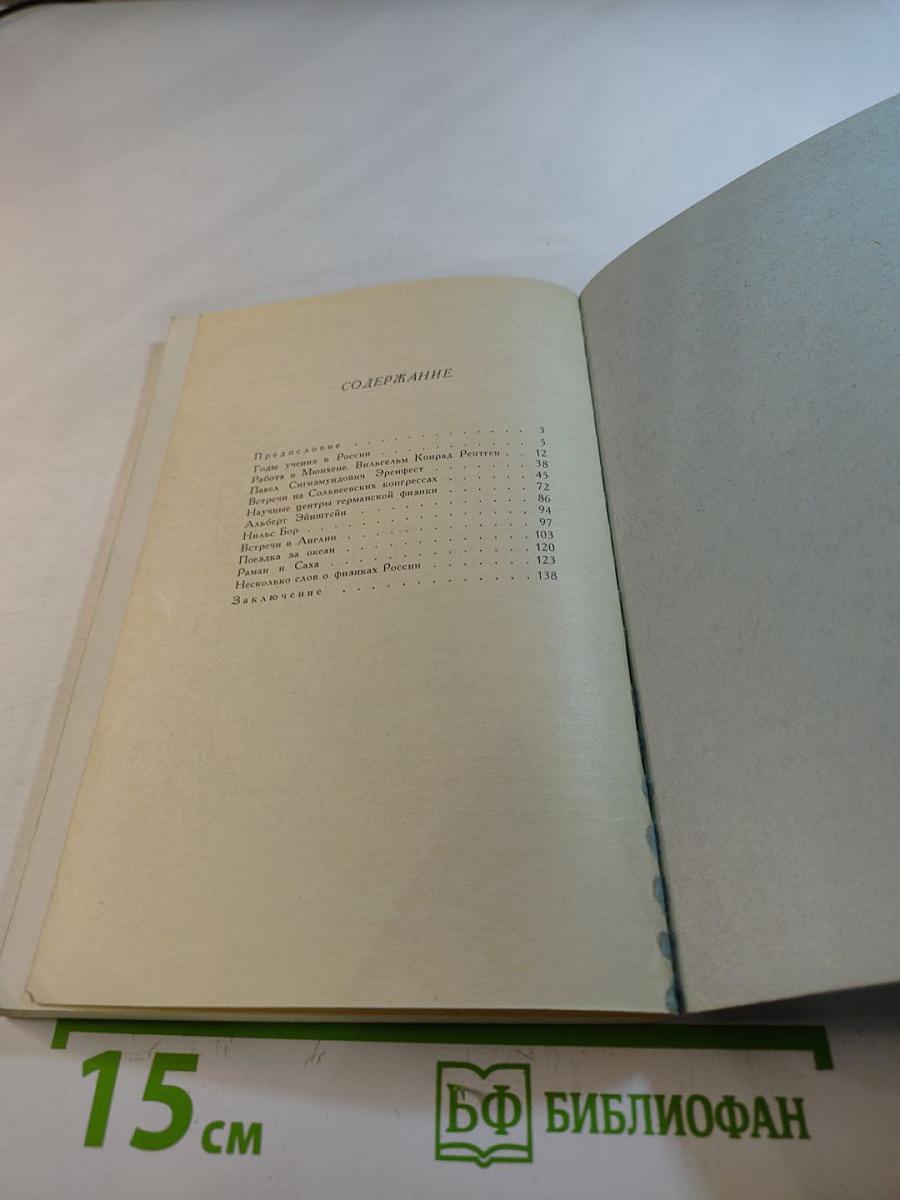 СОДЕРЖАНИЕ
Предисловие . . . . . . . . . . . . 3
Годы учения в России . . . . . . . . . . . 5
Работа в Мюнхене. Вильгельм Конрад Рентген . 12
Павел Сигизмундович Эренфест . . . . . . . 38
Встречи на Сольвеевских конгрессах . . . . . . 45
Научные центры германской физики . . . . . . 72
Альберт Эйнштейн . . . . . . . . . . . 86
Нильс Бор . . . . . . . . . . . . . 94
Встречи в Англии . . . . . . . . . . . 97
Поездка за океан . . . . . . . . . . . 103
Раман и Саха . . . . . . . . . . . . 120
Несколько слов о физиках России . . . . . . 123
Заключение . . . . . . . . . . . . 138
15 см
БФ БИБЛИОФАН